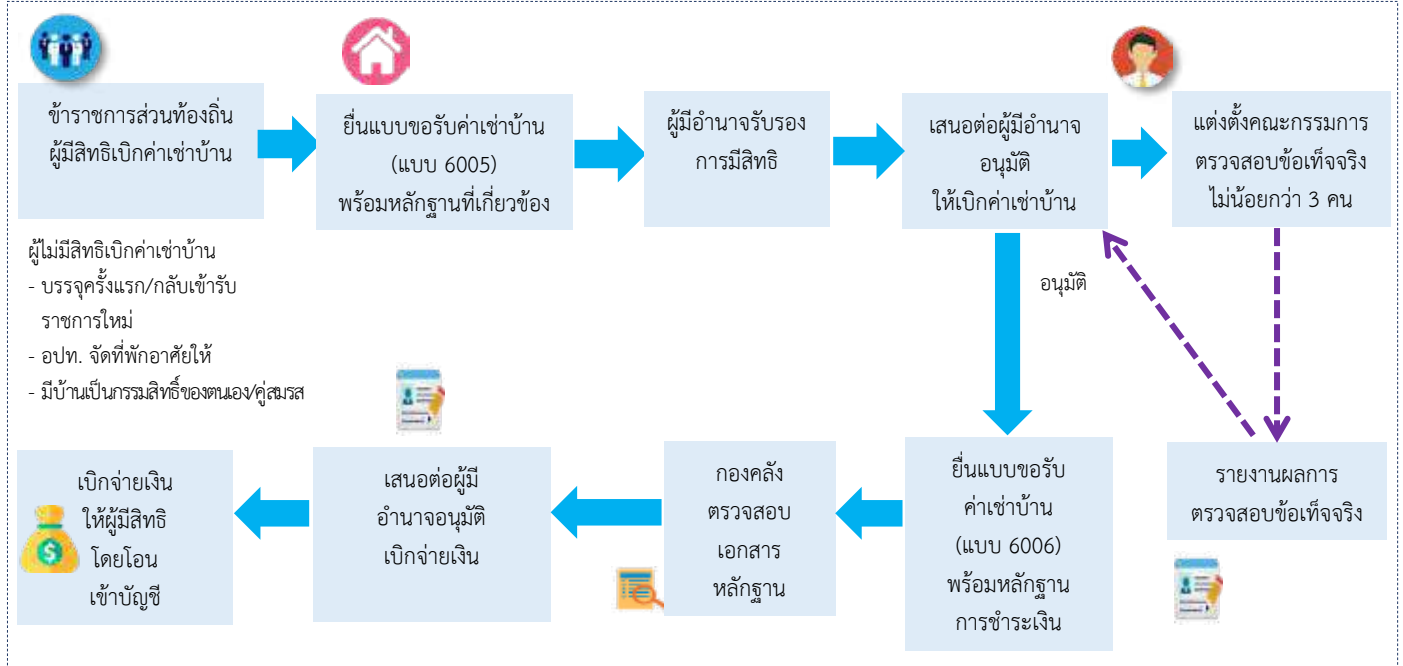 ข้าราชการส่วนท้องถิ่น
ผู้มีสิทธิเบิกค่าเช่าบ้าน
ยื่นแบบขอรับค่าเช่าบ้าน
(แบบ 6005)
พร้อมหลักฐานที่เกี่ยวข้อง
ผู้มีอำนาจรับรอง
การมีสิทธิ
เสนอต่อผู้มีอำนาจ
อนุมัติ
ให้เบิกค่าเช่าบ้าน
แต่งตั้งคณะกรรมการ
ตรวจสอบข้อเท็จจริง
ไม่น้อยกว่า 3 คน
ผู้ไม่มีสิทธิเบิกค่าเช่าบ้าน
- บรรจุครั้งแรก/กลับเข้ารับ
ราชการใหม่
- อปท. จัดที่พักอาศัยให้
- มีบ้านเป็นกรรมสิทธิ์ของตนเอง/คู่สมรส
อนุมัติ
รายงานผลการ
ตรวจสอบข้อเท็จจริง
ยื่นแบบขอรับ
ค่าเช่าบ้าน
(แบบ 6006)
พร้อมหลักฐาน
การชำระเงิน
กองคลัง
ตรวจสอบ
เอกสาร
หลักฐาน
เสนอต่อผู้มี
อำนาจอนุมัติ
เบิกจ่ายเงิน
เบิกจ่ายเงิน
ให้ผู้มีสิทธิ
โดยโอน
เข้าบัญชี